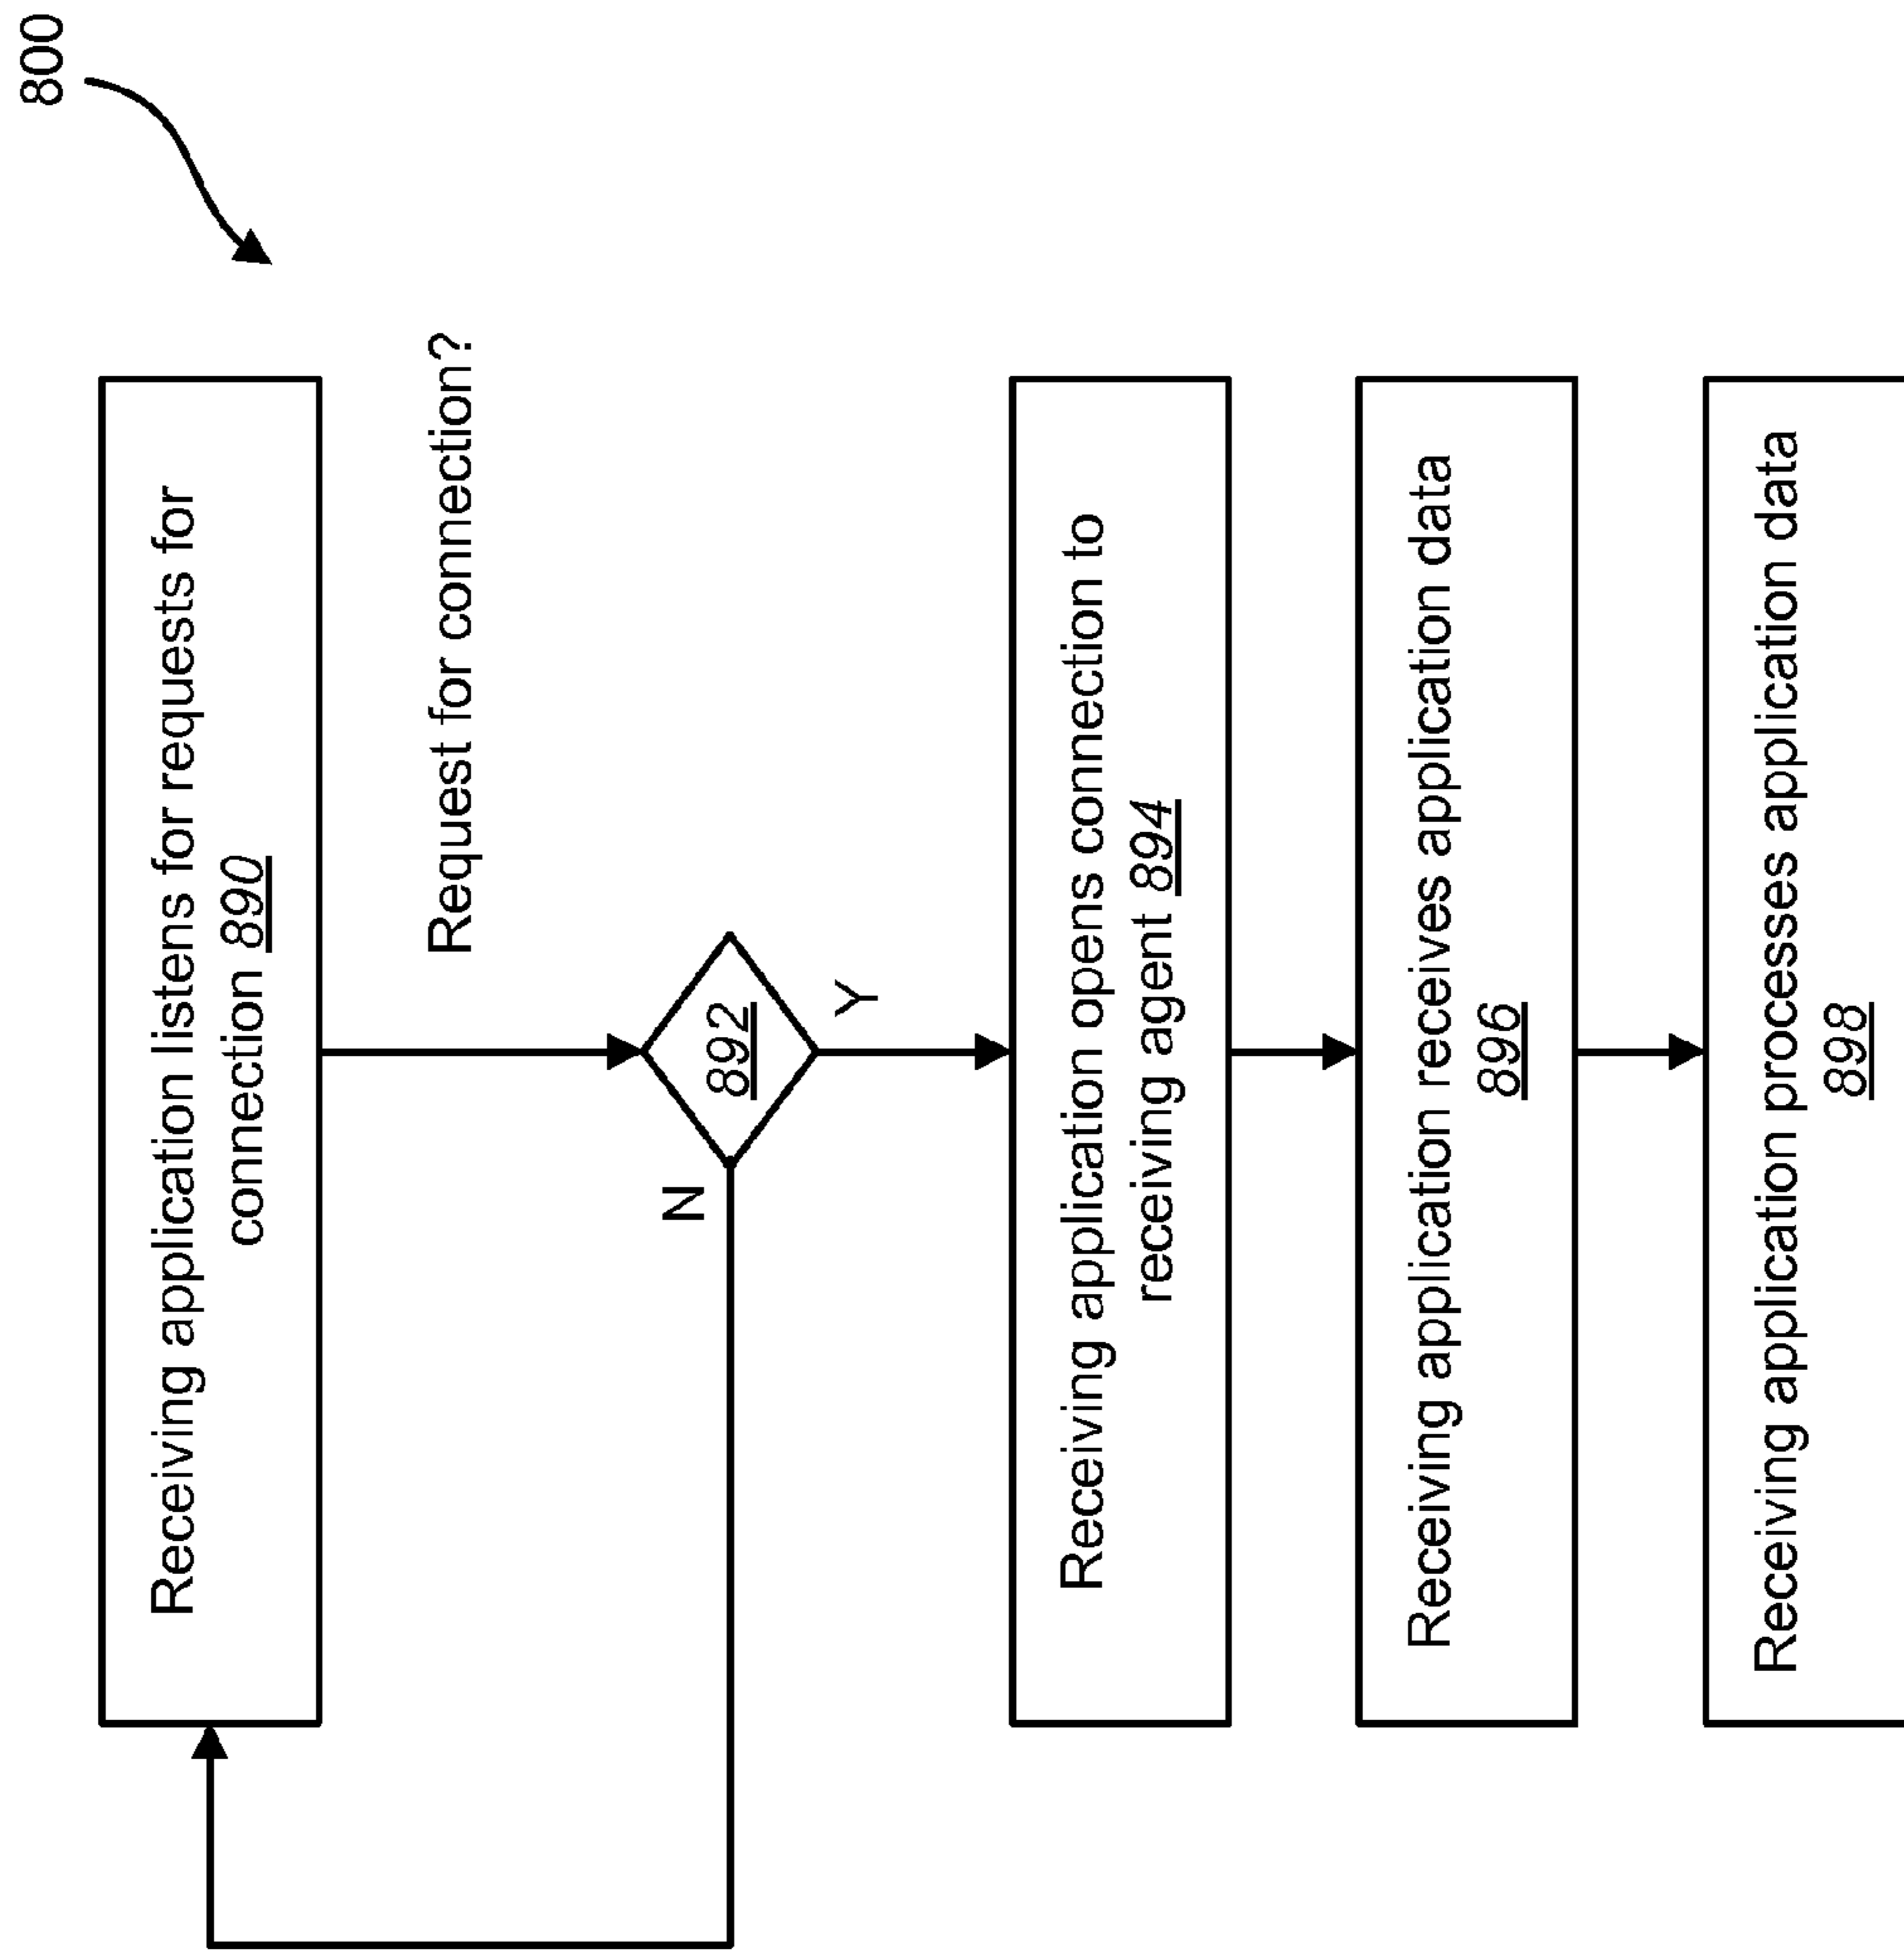 800
Receiving application listens for requests for
connection 890
Request for connection?
892
N
Y
Receiving application opens connection to
receiving agent 894
Receiving application receives application data
896
Receiving application processes application data
898